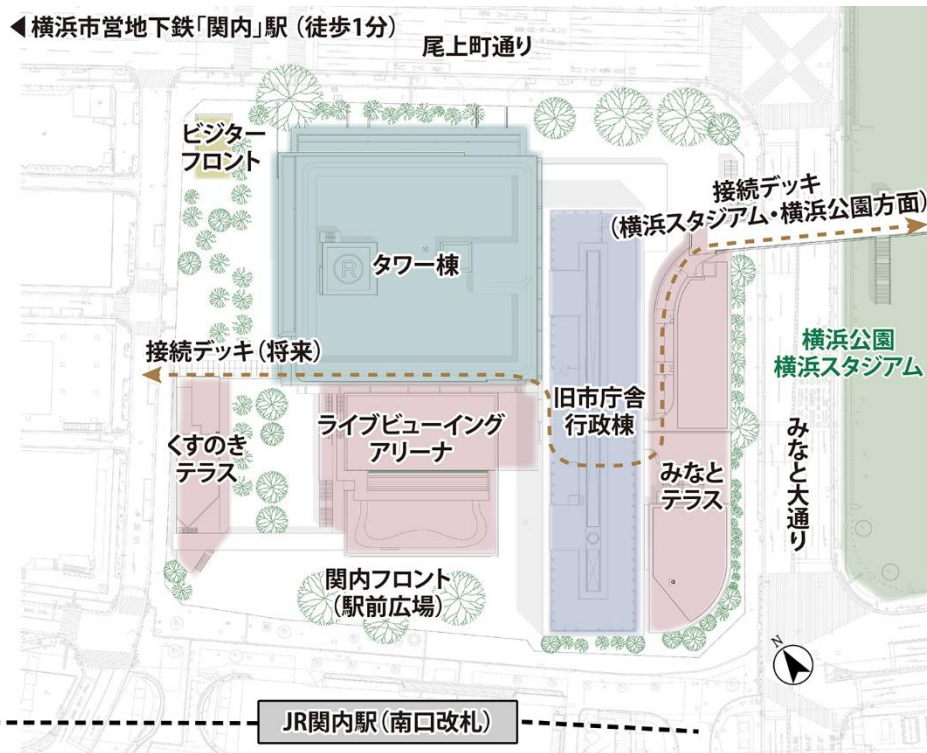 ◀横浜市営地下鉄「関内」駅（徒歩1分）
尾上町通り
ビジター
フロント
接続デッキ
（横浜スタジアム・横浜公園方面）
R
タワー棟
接続デッキ（将来）
横浜公園
横浜スタジアム
くすのき
テラス
ライブビューイング
アリーナ
旧市庁舎
行政棟
みなと
テラス
みなと大通り
関内フロント
（駅前広場）
N
JR関内駅（南口改札）